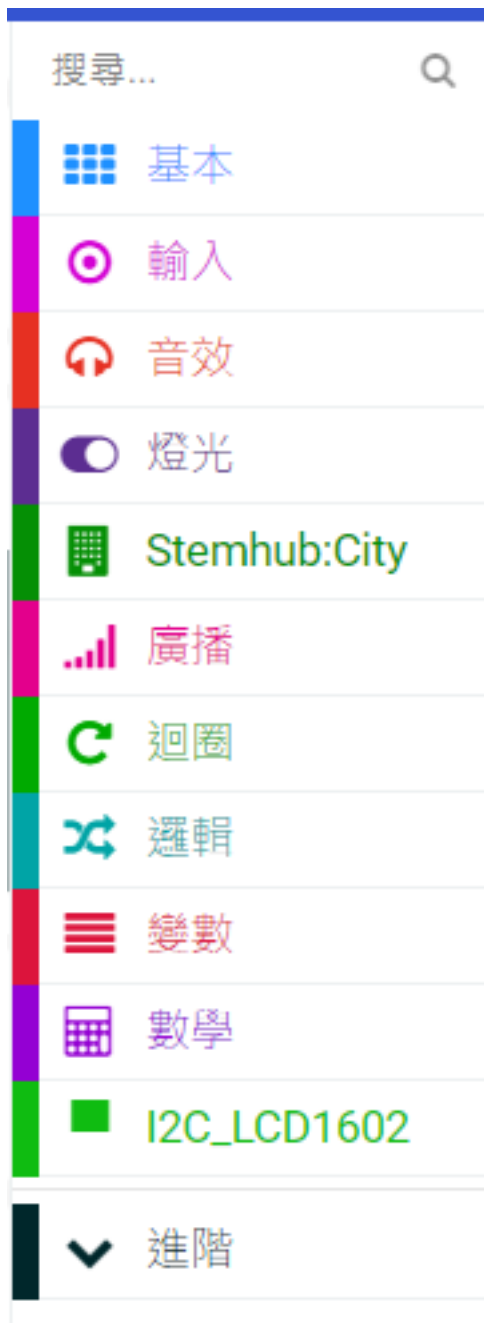 搜尋...
基本
輸入
音效
燈光
Stemhub:City
廣播
迴圈
邏輯
變數
數學
I2C_LCD1602
進階